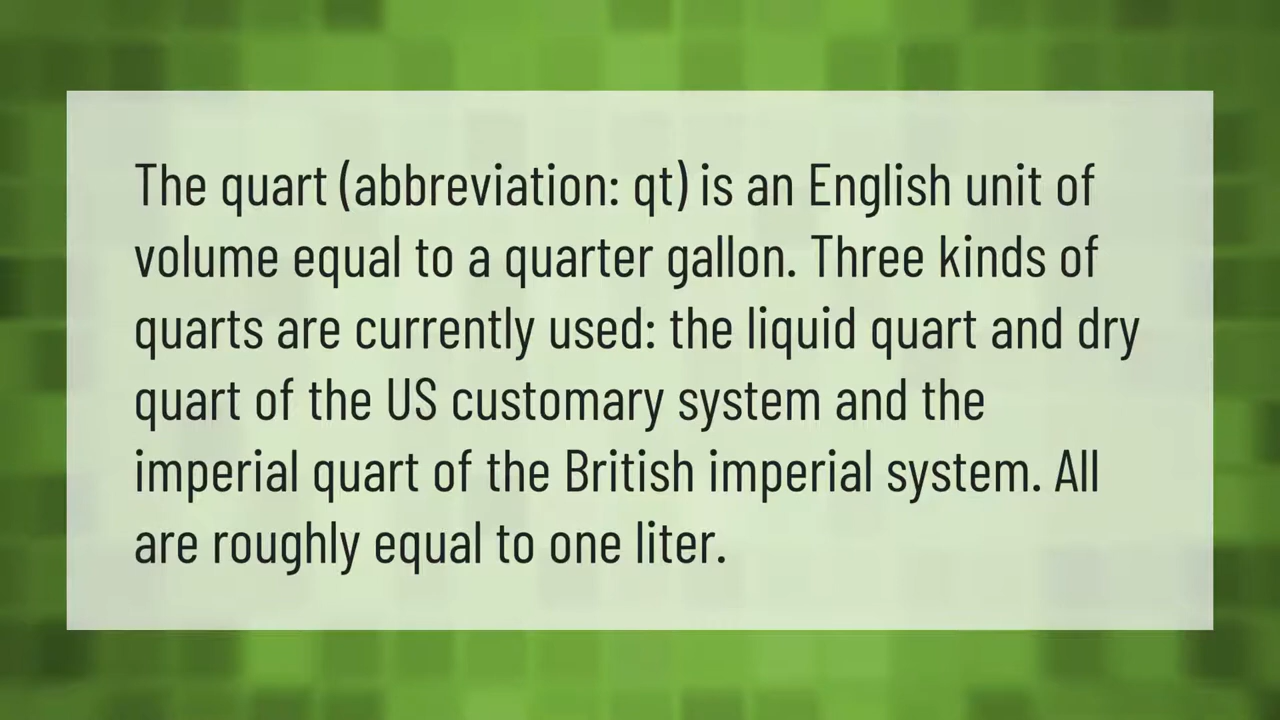 The quart (abbreviation: qt) is an English unit of
volume equal to a quarter gallon. Three kinds of
quarts are currently used: the liquid quart and dry
quart of the US customary system and the
imperial quart of the British imperial system. All
are roughly equal to one liter.